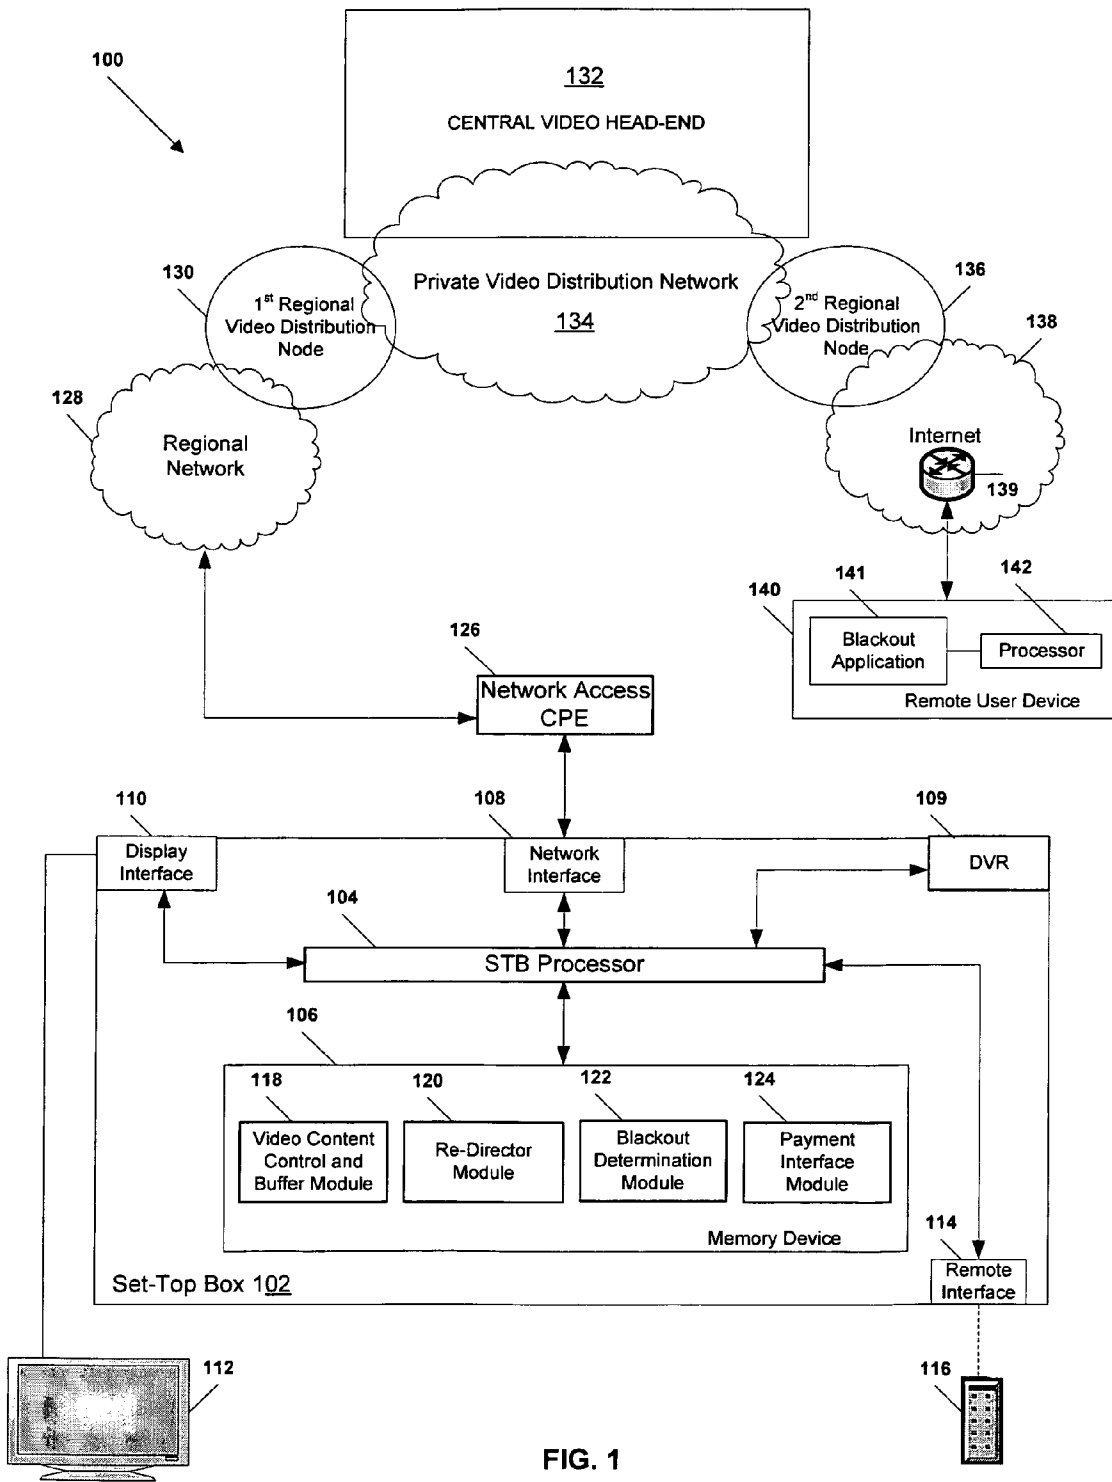 100
132
CENTRAL VIDEO HEAD-END
130
1st Regional
Video Distribution
Node
Private Video Distribution Network
134
136
2nd Regional
Video Distribution
Node
138
128
Regional
Network
Internet
139
126
Network Access
CPE
140
141
142
Blackout
Application
Processor
Remote User Device
110
108
109
Display
Interface
Network
Interface
DVR
104
STB Processor
106
118
120
122
124
Video Content
Control and
Buffer Module
Re-Director
Module
Blackout
Determination
Module
Payment
Interface
Module
Memory Device
114
Remote
Interface
Set-Top Box 102
112
116
FIG. 1